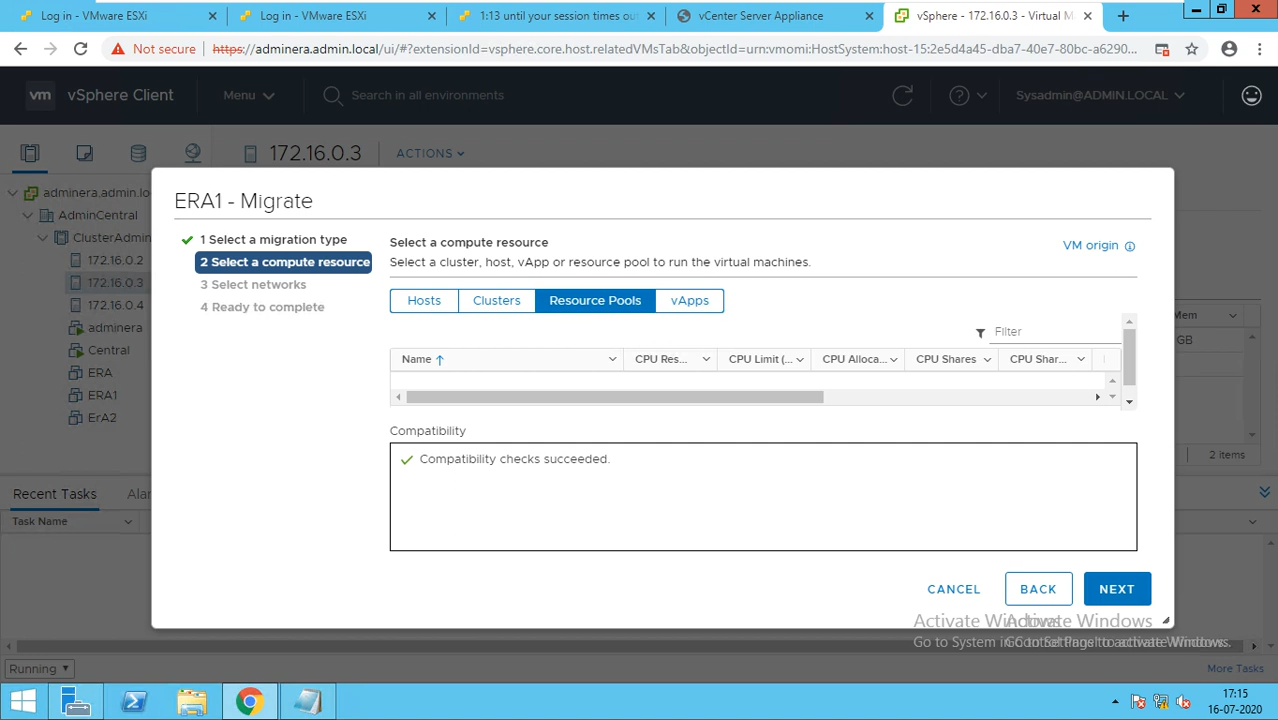 Log in - VMware ESXi
Log in - VMware ESXi
1:13 until your session times out
vCenter Server Appliance
vSphere - 172.16.0.3 - Virtual M
Not secure
https://adminera.admin.local/ui/#?extensionId=vsphere.core.host.relatedVMsTab&objectId=urn:vmomi:HostSystem:host-15:2e5d4a45-dba7-40e7-80bc-a6290...
vm
vSphere Client
Menu
Search in all environments
Sysadmin@ADMIN.LOCAL
172.16.0.3
ACTIONS
adminera.admin.lo
AdminCentral
ClusterAdmin
172.16.0.2
172.16.0.3
172.16.0.4
adminera
Central
ERA
ERA1
ErA2
ERA1 - Migrate
1 Select a migration type
2 Select a compute resource
3 Select networks
4 Ready to complete
Select a compute resource
VM origin
Select a cluster, host, vApp or resource pool to run the virtual machines.
Hosts
Clusters
Resource Pools
vApps
Filter
Name
CPU Res...
CPU Limit (...
CPU Alloca...
CPU Shares
CPU Shar...
Compatibility
Compatibility checks succeeded.
CANCEL
BACK
NEXT
Mem
GB
2 items
Recent Tasks
Alar
Task Name
Activate Windows
Activate Windows
Go to System in Control Panel to activate Windows.
Running
More Tasks
17:15
16-07-2020